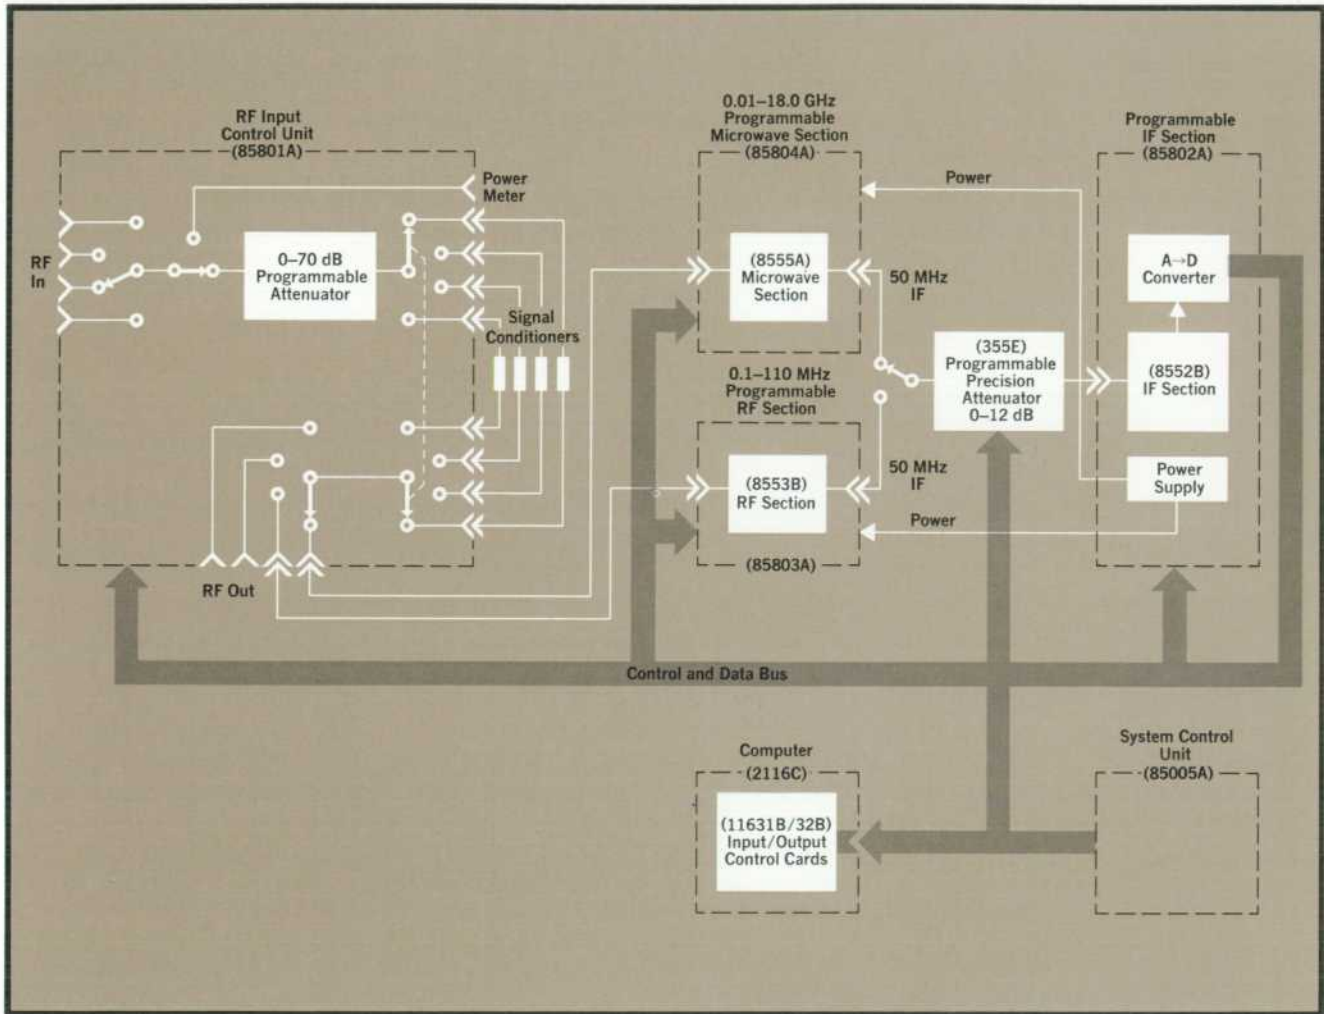 RF Input
Control Unit
(85801A)
Power
Meter
RF
In
0–70 dB
Programmable
Attenuator
Signal
Conditioners
RF Out
0.01–18.0 GHz
Programmable
Microwave Section
(85804A)
Power
(8555A)
Microwave
Section
50 MHz
IF
0.1–110 MHz
Programmable
RF Section
(8553B)
RF Section
50 MHz
IF
Power
(85803A)
(355E)
Programmable
Precision
Attenuator
0–12 dB
Programmable
IF Section
(85802A)
A→D
Converter
(8552B)
IF Section
Power
Supply
Control and Data Bus
Computer
(2116C)
(11631B/32B)
Input/Output
Control Cards
System Control
Unit
(85005A)